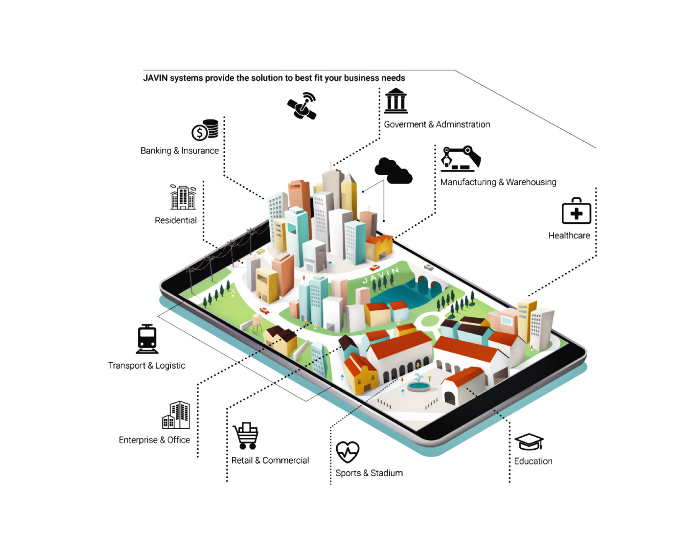 JAVIN systems provide the solution to best fit your business needs
Goverment & Adminstration
Banking & Insurance
Manufacturing & Warehousing
Residential
Healthcare
JAVIN
Transport & Logistic
Enterprise & Office
Retail & Commercial
Sports & Stadium
Education